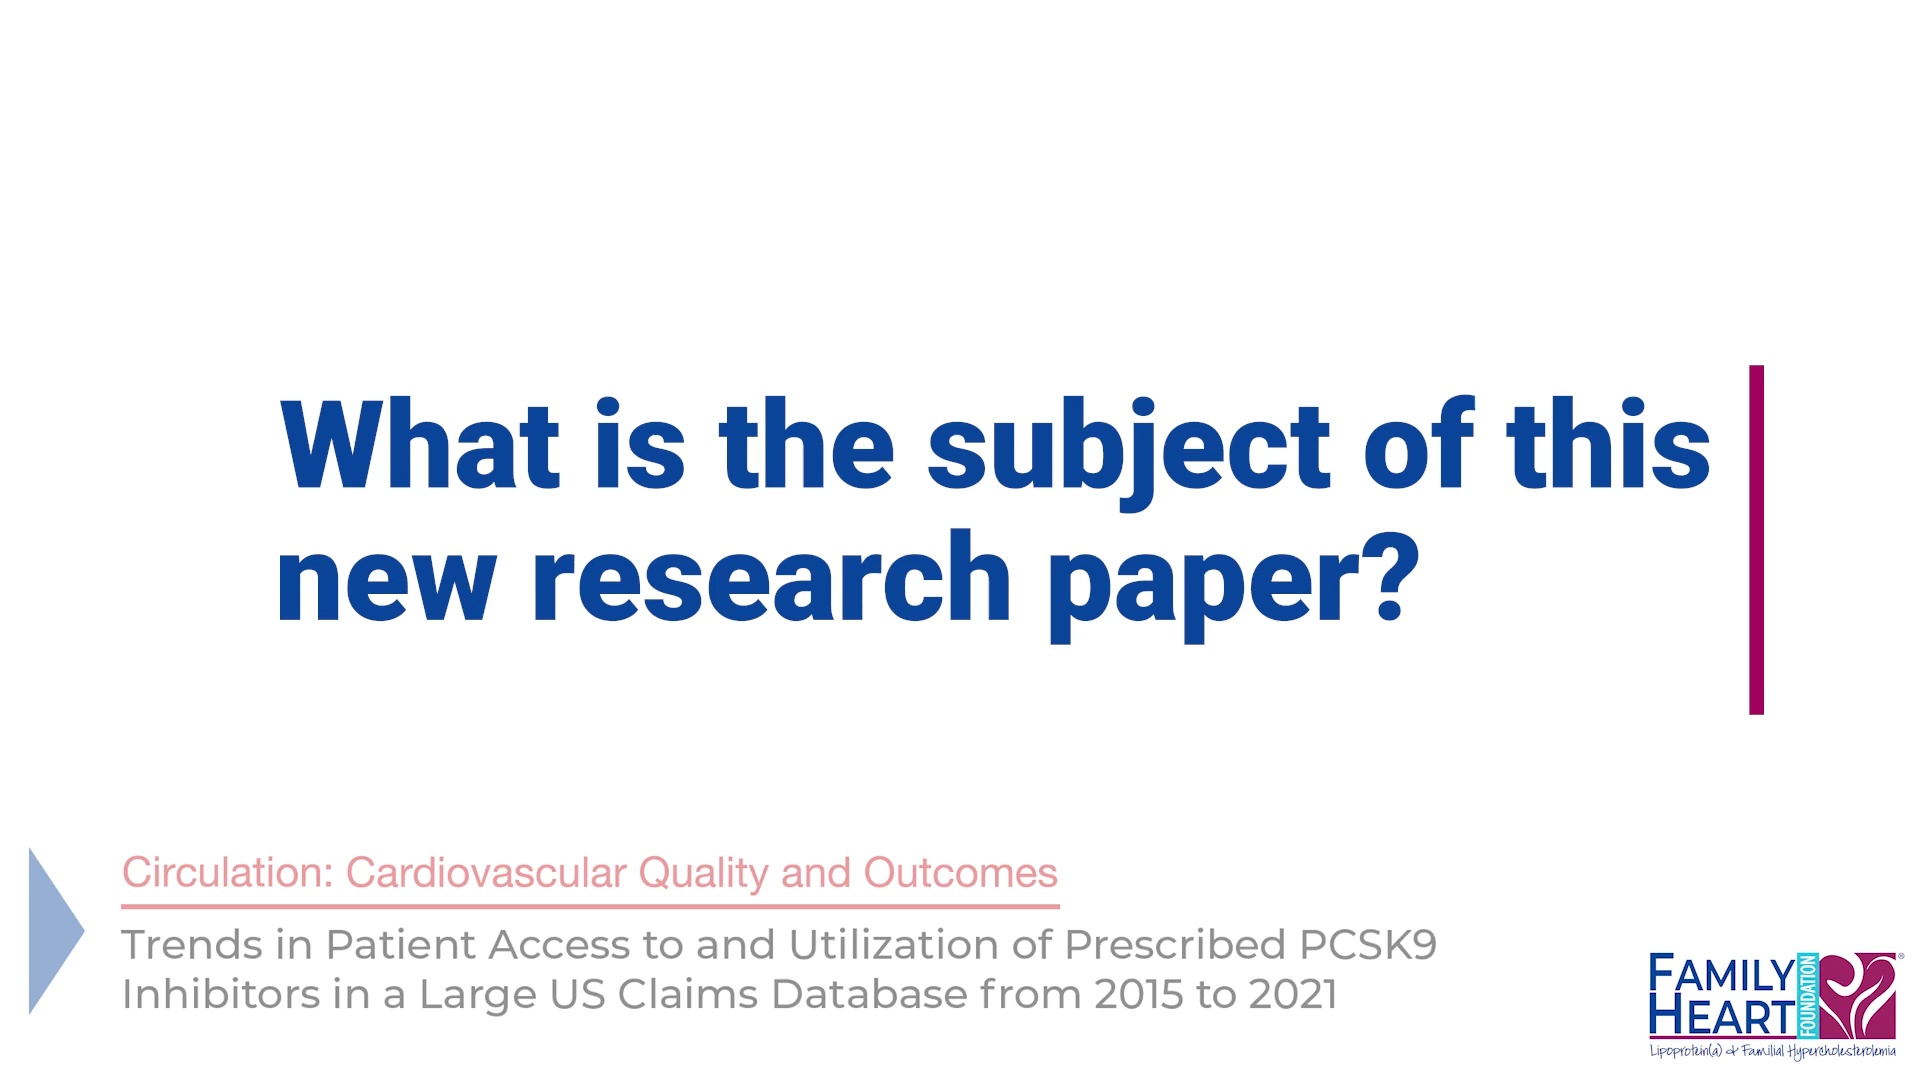 What is the subject of this
new research paper?
Circulation: Cardiovascular Quality and Outcomes
Trends in Patient Access to and Utilization of Prescribed PCSK9
Inhibitors in a Large US Claims Database from 2015 to 2021
FAMILY
HEART
FOUNDATION
®
Lipoprotein(a) & Familial Hypercholesterolemia